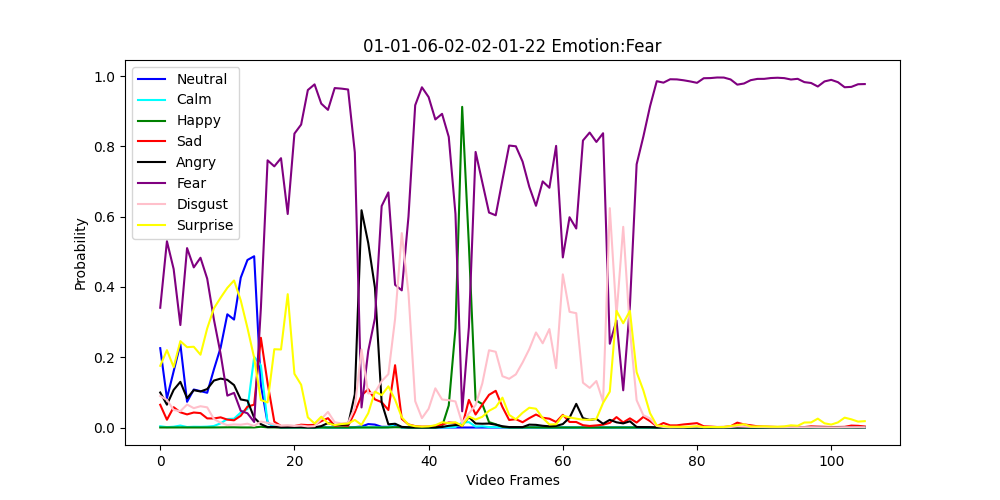 01-01-06-02-02-01-22 Emotion:Fear
Probability
1.0
0.8
0.6
0.4
0.2
0.0
Neutral
Calm
Happy
Sad
Angry
Fear
Disgust
Surprise
0 20 40 60 80 100
Video Frames